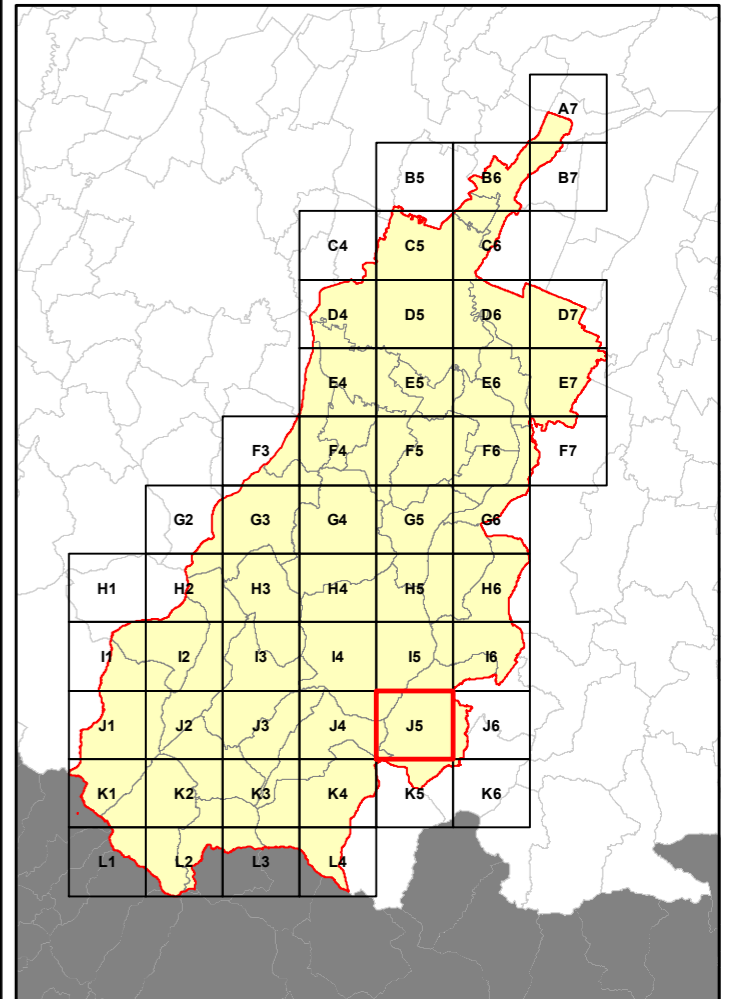 A7
B5 B6 B7
C4 C5 C6
D4 D5 D6 D7
E4 E5 E6 E7
F3 F4 F5 F6 F7
G2 G3 G4 G5 G6
H1 H2 H3 H4 H5 H6
I1 I2 I3 I4 I5 I6
J1 J2 J3 J4 J5 J6
K1 K2 K3 K4 K5 K6
L1 L2 L3 L4